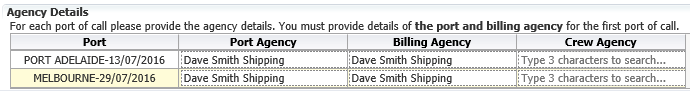 Agency Details
For each port of call please provide the agency details. You must provide details of the port and billing agency for the first port of call.
Port Port Agency Billing Agency Crew Agency
PORT ADELAIDE-13/07/2016 Dave Smith Shipping Dave Smith Shipping Type 3 characters to search...
MELBOURNE-29/07/2016 Dave Smith Shipping Dave Smith Shipping Type 3 characters to search...